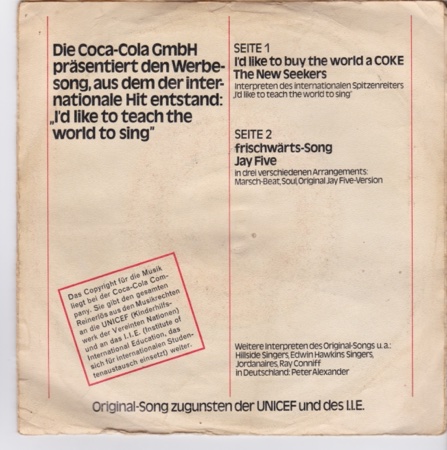 Die Coca-Cola GmbH
präsentiert den Werbe-
song, aus dem der inter-
nationale Hit entstand:
„I'd like to teach the
world to sing"
SEITE 1
I'd like to buy the world a COKE
The New Seekers
Interpreten des internationalen Spitzenreiters
„I'd like to teach the world to sing'
SEITE 2
frischwärts-Song
Jay Five
in drei verschiedenen Arrangements:
Marsch-Beat, Soul, Original Jay Five-Version
Das Copyright für die Musik
liegt bei der Coca-Cola Com-
pany. Sie gibt den gesamten
Reinerlös aus den Musikrechten
an die UNICEF (Kinderhilfs-
werk der Vereinten Nationen)
und an das I.I.E. (Institute of
International Education, das
sich für internationalen Studen-
tenaustausch einsetzt) weiter.
Weitere Interpreten des Original-Songs u.a.:
Hillside Singers, Edwin Hawkins Singers,
Jordanaires, Ray Conniff
in Deutschland: Peter Alexander
Original-Song zugunsten der UNICEF und des I.I.E.